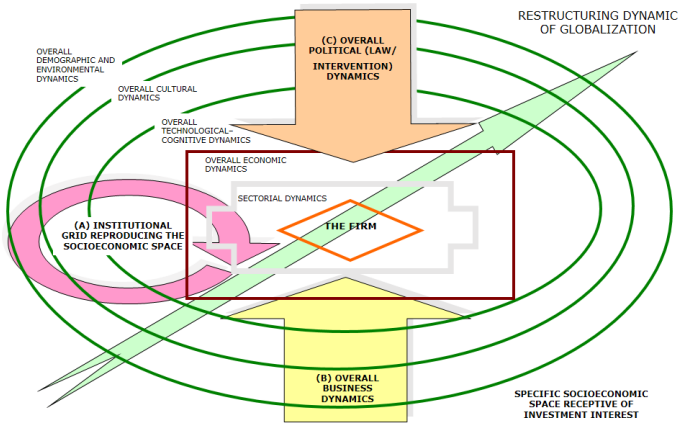 RESTRUCTURING DYNAMIC
OF GLOBALIZATION
(C) OVERALL
POLITICAL (LAW/
INTERVENTION)
DYNAMICS
OVERALL
DEMOGRAPHIC AND
ENVIRONMENTAL
DYNAMICS
OVERALL CULTURAL
DYNAMICS
OVERALL
TECHNOLOGICAL–
COGNITIVE DYNAMICS
OVERALL ECONOMIC
DYNAMICS
SECTORIAL DYNAMICS
THE FIRM
(A) INSTITUTIONAL
GRID REPRODUCING THE
SOCIOECONOMIC SPACE
(B) OVERALL
BUSINESS
DYNAMICS
SPECIFIC SOCIOECONOMIC
SPACE RECEPTIVE OF
INVESTMENT INTEREST